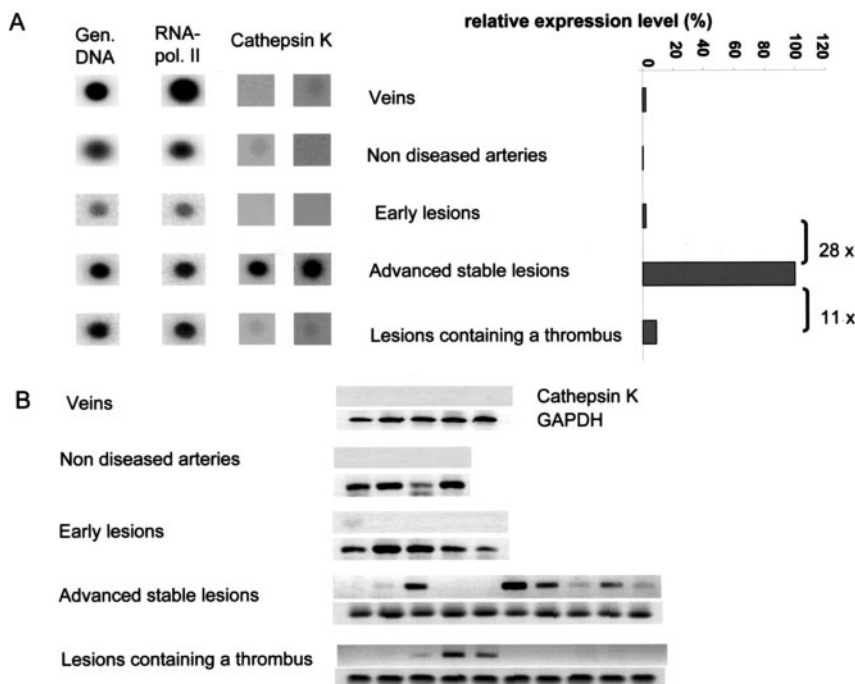 A
Gen. DNA
RNA-pol. II
Cathepsin K
relative expression level (%)
0 20 40 60 80 100 120
Veins
Non diseased arteries
Early lesions
28 x
Advanced stable lesions
11 x
Lesions containing a thrombus
B
Veins
Cathepsin K
GAPDH
Non diseased arteries
Early lesions
Advanced stable lesions
Lesions containing a thrombus